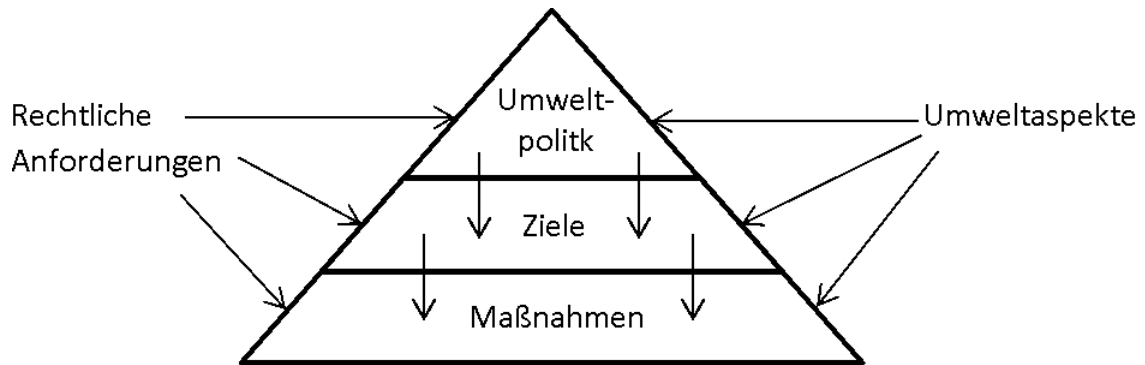 Rechtliche
Anforderungen
Umwelt-
politk
Umweltaspekte
Ziele
Maßnahmen